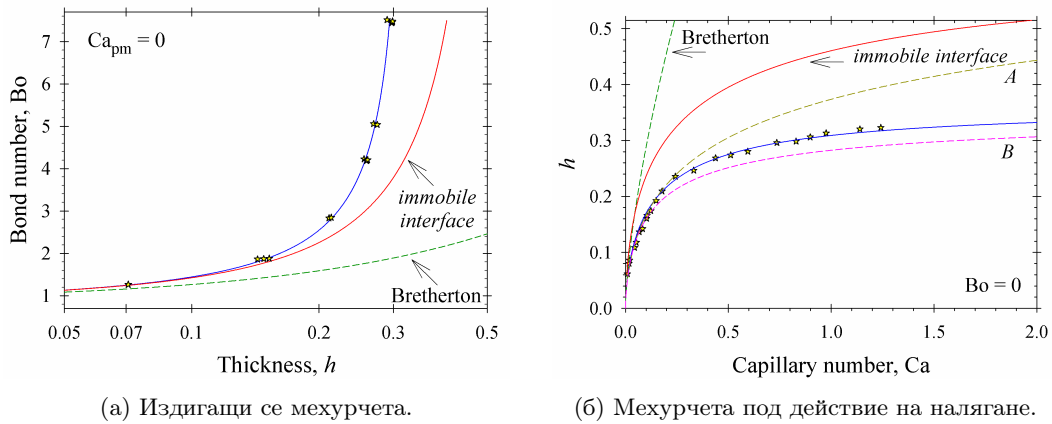 Ca_pm = 0
Bond number, Bo
7
6
5
4
3
2
1
immobile
interface
Bretherton
0.05 0.07 0.1 0.2 0.3 0.5
Thickness, h
(а) Издигащи се мехурчета.
h
0.5
0.4
0.3
0.2
0.1
0.0
Bretherton
immobile interface
A
B
Bo = 0
0.0 0.5 1.0 1.5 2.0
Capillary number, Ca
(б) Мехурчета под действие на налягане.